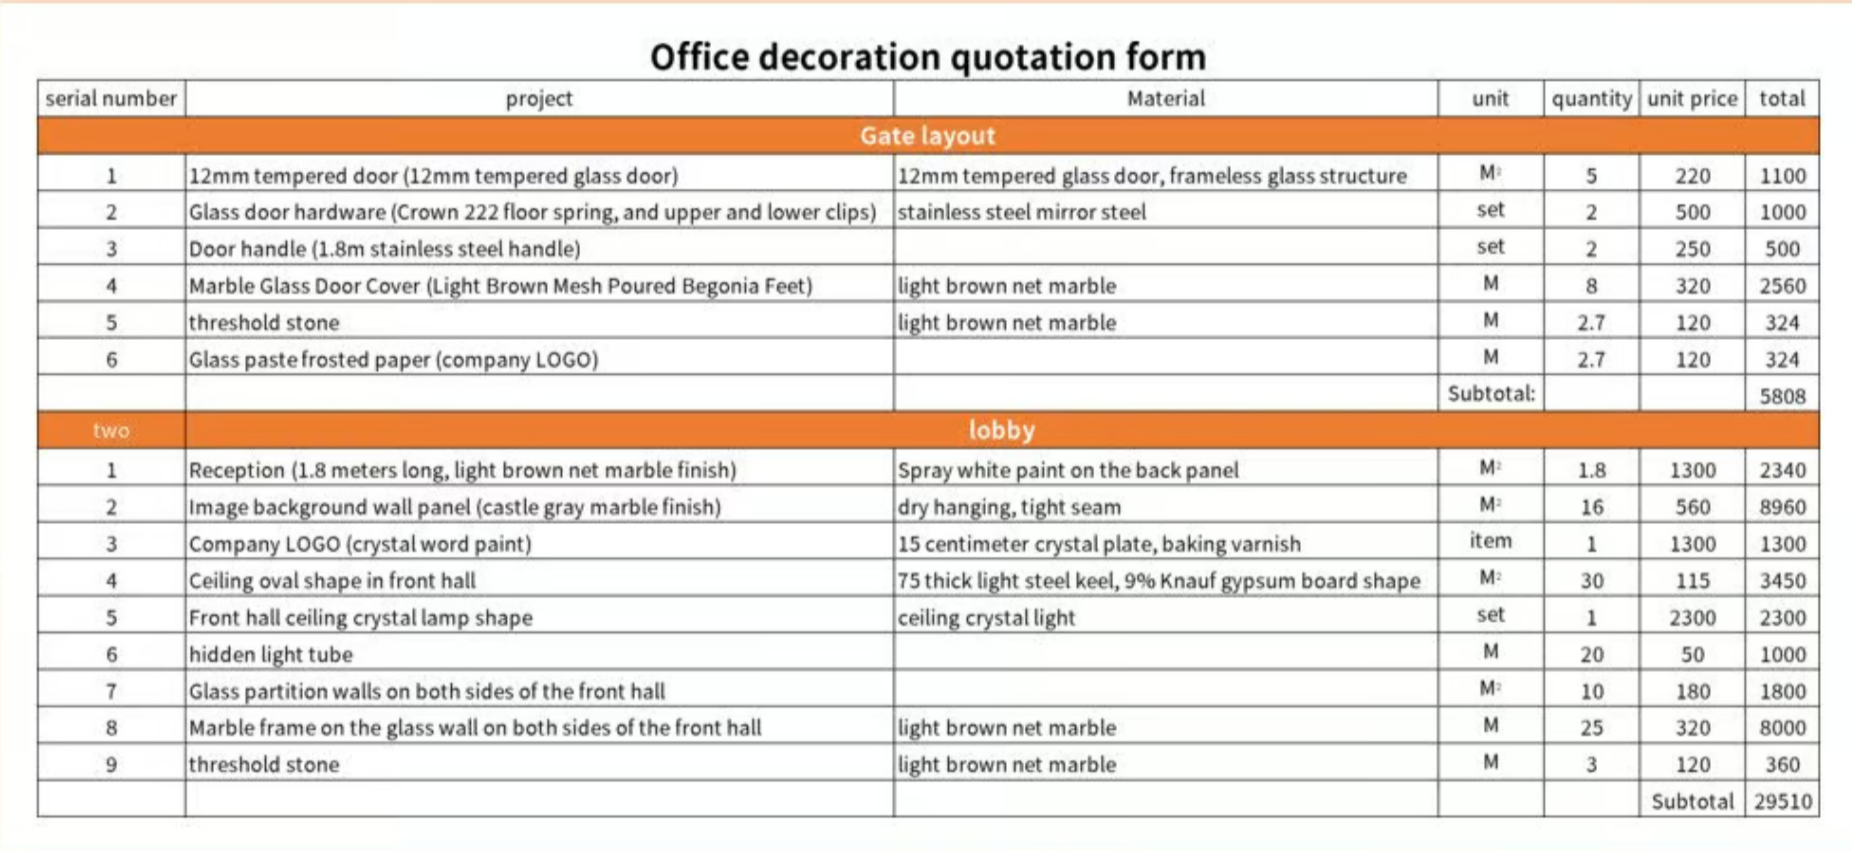 Office decoration quotation form
serial number project Material unit quantity unit price total
Gate layout
1 12mm tempered door (12mm tempered glass door) 12mm tempered glass door, frameless glass structure M² 5 220 1100
2 Glass door hardware (Crown 222 floor spring, and upper and lower clips) stainless steel mirror steel set 2 500 1000
3 Door handle (1.8m stainless steel handle) set 2 250 500
4 Marble Glass Door Cover (Light Brown Mesh Poured Begonia Feet) light brown net marble M 8 320 2560
5 threshold stone light brown net marble M 2.7 120 324
6 Glass paste frosted paper (company LOGO) M 2.7 120 324
Subtotal: 5808
two lobby
1 Reception (1.8 meters long, light brown net marble finish) Spray white paint on the back panel M² 1.8 1300 2340
2 Image background wall panel (castle gray marble finish) dry hanging, tight seam M² 16 560 8960
3 Company LOGO (crystal word paint) 15 centimeter crystal plate, baking varnish item 1 1300 1300
4 Ceiling oval shape in front hall 75 thick light steel keel, 9% Knauf gypsum board shape M² 30 115 3450
5 Front hall ceiling crystal lamp shape ceiling crystal light set 1 2300 2300
6 hidden light tube M 20 50 1000
7 Glass partition walls on both sides of the front hall M² 10 180 1800
8 Marble frame on the glass wall on both sides of the front hall light brown net marble M 25 320 8000
9 threshold stone light brown net marble M 3 120 360
Subtotal 29510